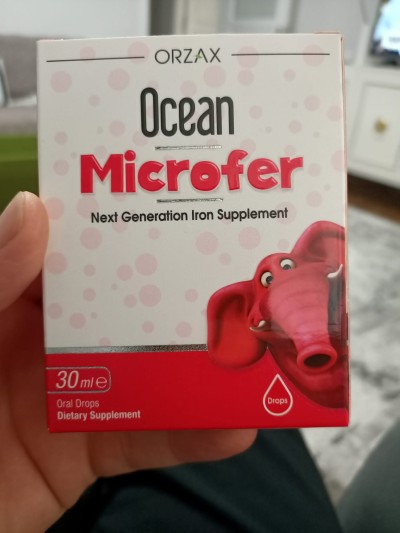 ORZAX
Ocean
Microfer
Next Generation Iron Supplement
30 ml e
Oral Drops
Dietary Supplement
Drops